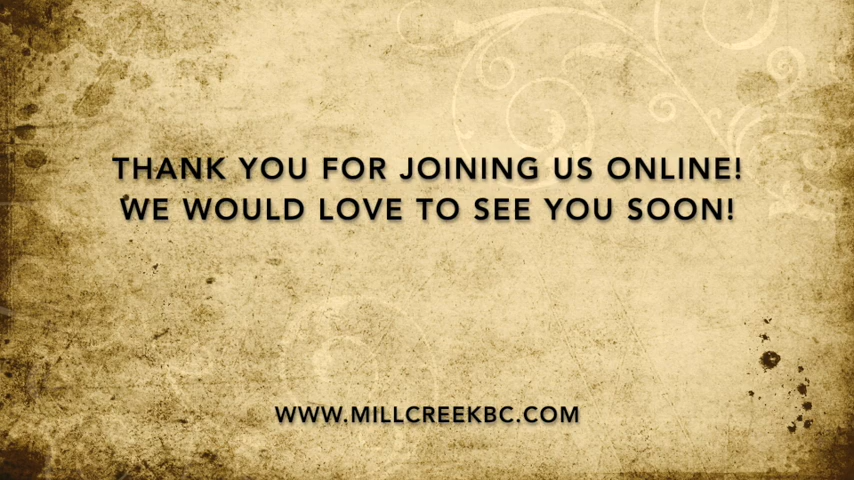 THANK YOU FOR JOINING US ONLINE!
WE WOULD LOVE TO SEE YOU SOON!
WWW.MILLCREEKBC.COM